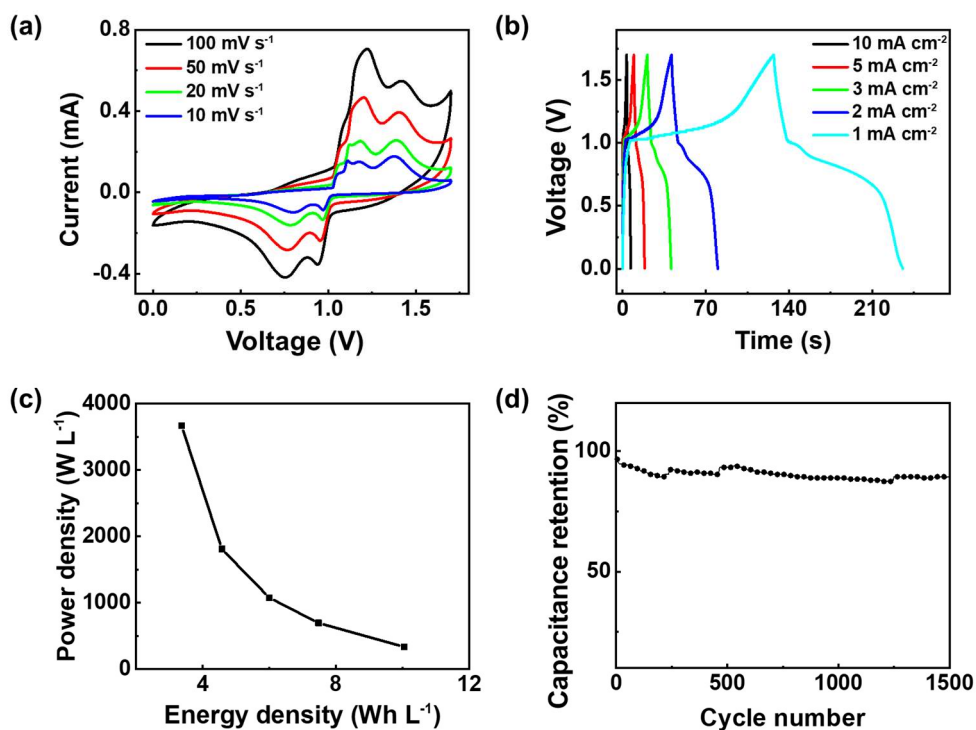 (a)
0.8
0.4
0.0
-0.4
Current (mA)
100 mV s⁻¹
50 mV s⁻¹
20 mV s⁻¹
10 mV s⁻¹
0.0 0.5 1.0 1.5
Voltage (V)
(b)
1.5
1.0
0.5
0.0
Voltage (V)
10 mA cm⁻²
5 mA cm⁻²
3 mA cm⁻²
2 mA cm⁻²
1 mA cm⁻²
0 70 140 210
Time (s)
(c)
4000
3000
2000
1000
0
Power density (W L⁻¹)
4 8 12
Energy density (Wh L⁻¹)
(d)
100
50
Capacitance retention (%)
0 500 1000 1500
Cycle number